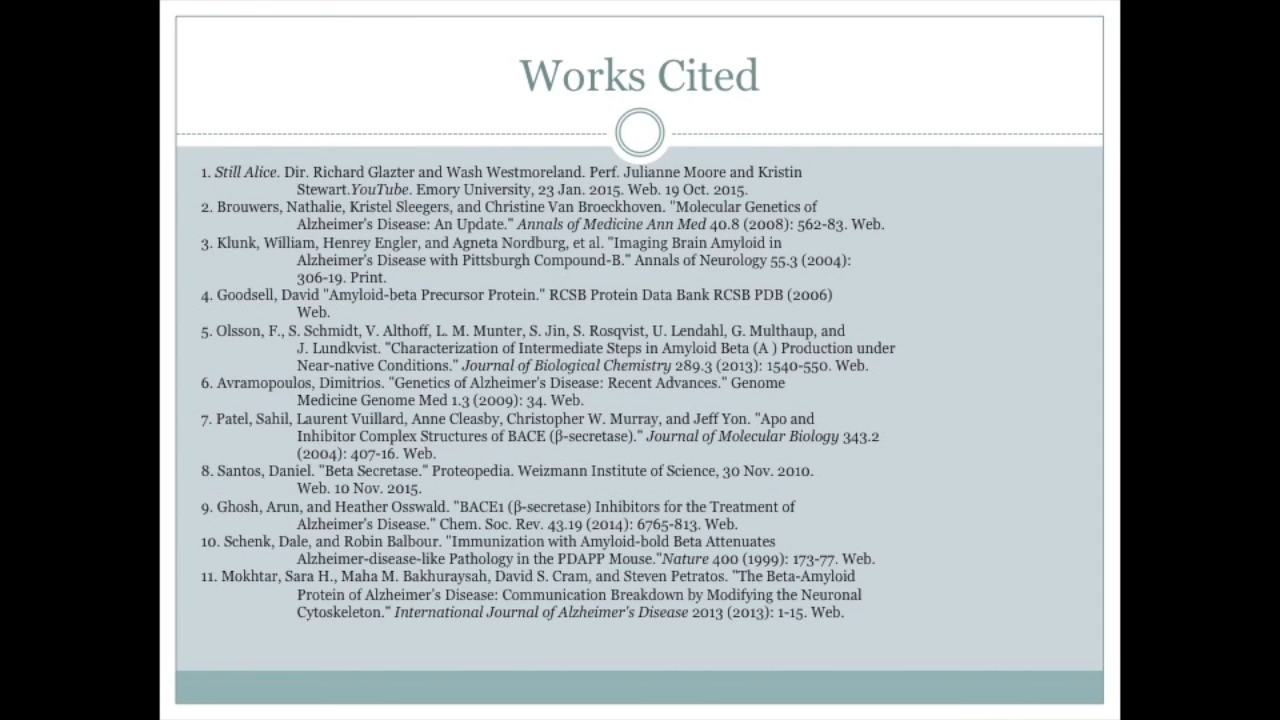 Works Cited
1. Still Alice. Dir. Richard Glazter and Wash Westmoreland. Perf. Julianne Moore and Kristin
Stewart.YouTube. Emory University, 23 Jan. 2015. Web. 19 Oct. 2015.
2. Brouwers, Nathalie, Kristel Sleegers, and Christine Van Broeckhoven. "Molecular Genetics of
Alzheimer's Disease: An Update." Annals of Medicine Ann Med 40.8 (2008): 562-83. Web.
3. Klunk, William, Henrey Engler, and Agneta Nordburg, et al. "Imaging Brain Amyloid in
Alzheimer's Disease with Pittsburgh Compound-B." Annals of Neurology 55.3 (2004):
306-19. Print.
4. Goodsell, David "Amyloid-beta Precursor Protein." RCSB Protein Data Bank RCSB PDB (2006)
Web.
5. Olsson, F., S. Schmidt, V. Althoff, L. M. Munter, S. Jin, S. Rosqvist, U. Lendahl, G. Multhaup, and
J. Lundkvist. "Characterization of Intermediate Steps in Amyloid Beta (A ) Production under
Near-native Conditions." Journal of Biological Chemistry 289.3 (2013): 1540-550. Web.
6. Avramopoulos, Dimitrios. "Genetics of Alzheimer's Disease: Recent Advances." Genome
Medicine Genome Med 1.3 (2009): 34. Web.
7. Patel, Sahil, Laurent Vuillard, Anne Cleasby, Christopher W. Murray, and Jeff Yon. "Apo and
Inhibitor Complex Structures of BACE (β-secretase)." Journal of Molecular Biology 343.2
(2004): 407-16. Web.
8. Santos, Daniel. "Beta Secretase." Proteopedia. Weizmann Institute of Science, 30 Nov. 2010.
Web. 10 Nov. 2015.
9. Ghosh, Arun, and Heather Osswald. "BACE1 (β-secretase) Inhibitors for the Treatment of
Alzheimer's Disease." Chem. Soc. Rev. 43.19 (2014): 6765-813. Web.
10. Schenk, Dale, and Robin Balbour. "Immunization with Amyloid-bold Beta Attenuates
Alzheimer-disease-like Pathology in the PDAPP Mouse."Nature 400 (1999): 173-77. Web.
11. Mokhtar, Sara H., Maha M. Bakhuraysah, David S. Cram, and Steven Petratos. "The Beta-Amyloid
Protein of Alzheimer's Disease: Communication Breakdown by Modifying the Neuronal
Cytoskeleton." International Journal of Alzheimer's Disease 2013 (2013): 1-15. Web.